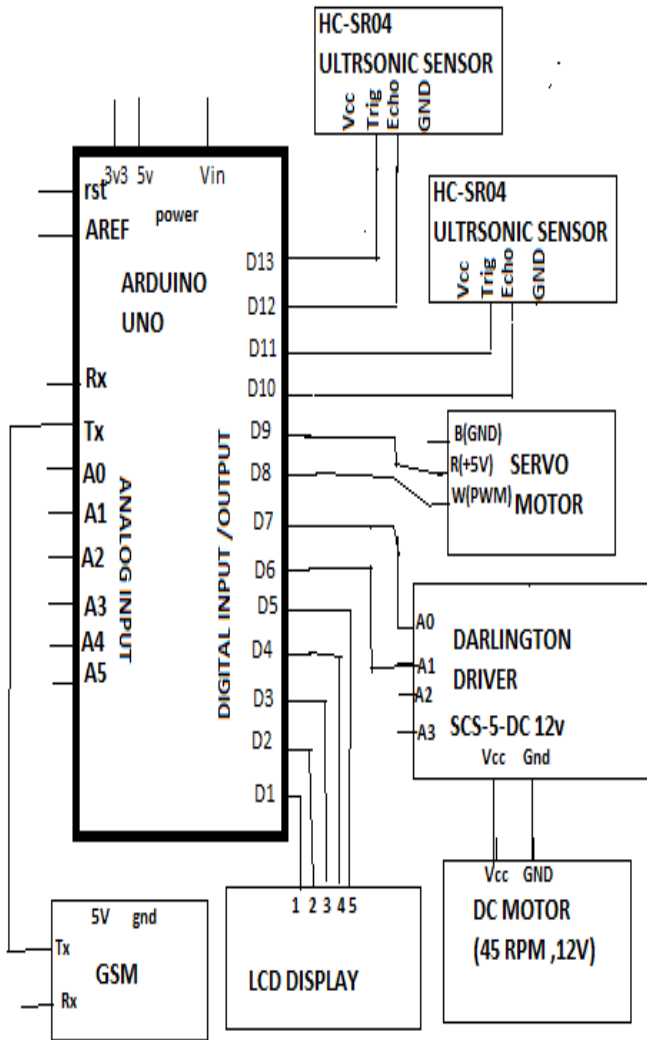 HC-SR04
ULTRSONIC SENSOR
Vcc
Trig
Echo
GND
HC-SR04
ULTRSONIC SENSOR
Vcc
Trig
Echo
GND
3v3 5v Vin
rst
power
AREF
ARDUINO
UNO
Rx
Tx
A0
A1
A2
A3
A4
A5
ANALOG INPUT
DIGITAL INPUT /OUTPUT
D13
D12
D11
D10
D9
D8
D7
D6
D5
D4
D3
D2
D1
B(GND)
R(+5V) SERVO
W(PWM) MOTOR
A0
DARLINGTON
A1
DRIVER
A2
A3 SCS-5-DC 12v
Vcc Gnd
Vcc GND
DC MOTOR
(45 RPM ,12V)
1 2 3 4 5
LCD DISPLAY
5V gnd
Tx
GSM
Rx